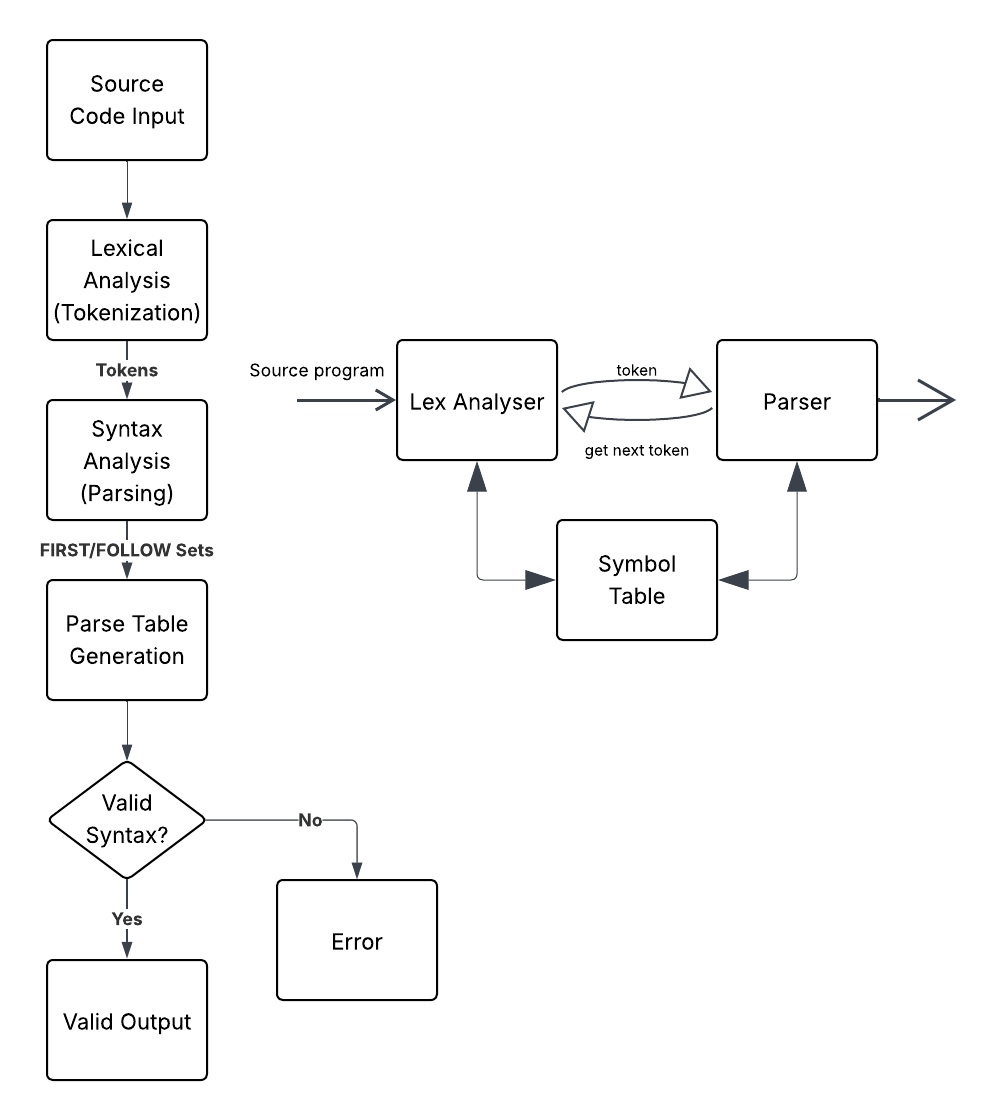 Source
Code Input
Lexical
Analysis
(Tokenization)
Tokens
Syntax
Analysis
(Parsing)
FIRST/FOLLOW Sets
Parse Table
Generation
Valid
Syntax?
No
Yes
Error
Valid Output
Source program
Lex Analyser
token
get next token
Parser
Symbol
Table